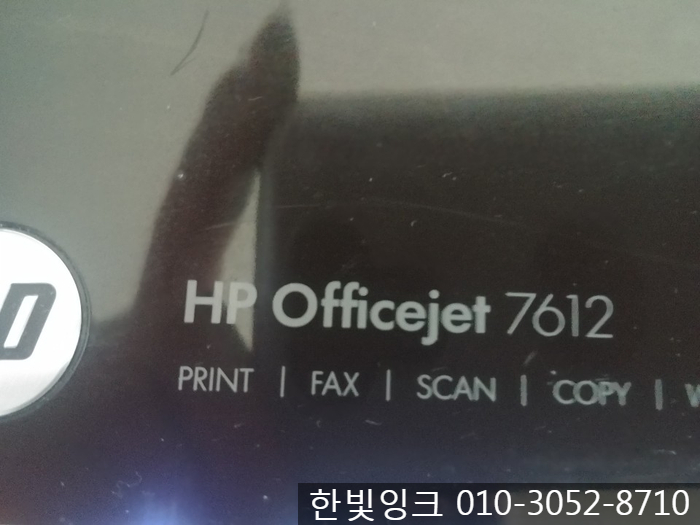 HP Officejet 7612
PRINT | FAX | SCAN | COPY |
한빛잉크 010-3052-8710